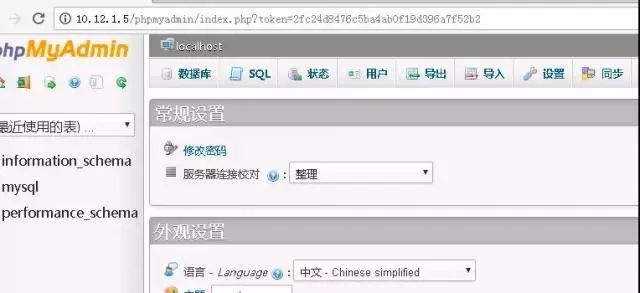 10.12.1.5/phpmyadmin/index.php?token=2fc24d8476c5ba4ab0f19d396a7f52b2
phpMyAdmin
localhost
数据库 SQL 状态 用户 导出 导入 设置 同步
最近使用的表) ...
information_schema
mysql
performance_schema
常规设置
修改密码
服务器连接校对 : 整理
外观设置
语言 - Language : 中文 - Chinese simplified
主题